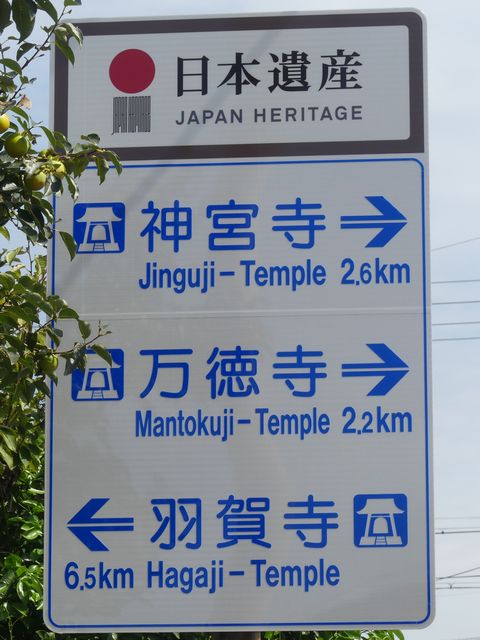 日本遺産
JAPAN HERITAGE
神宮寺
Jinguji-Temple 2.6km
万徳寺
Mantokuji-Temple 2.2km
羽賀寺
6.5km Hagaji-Temple